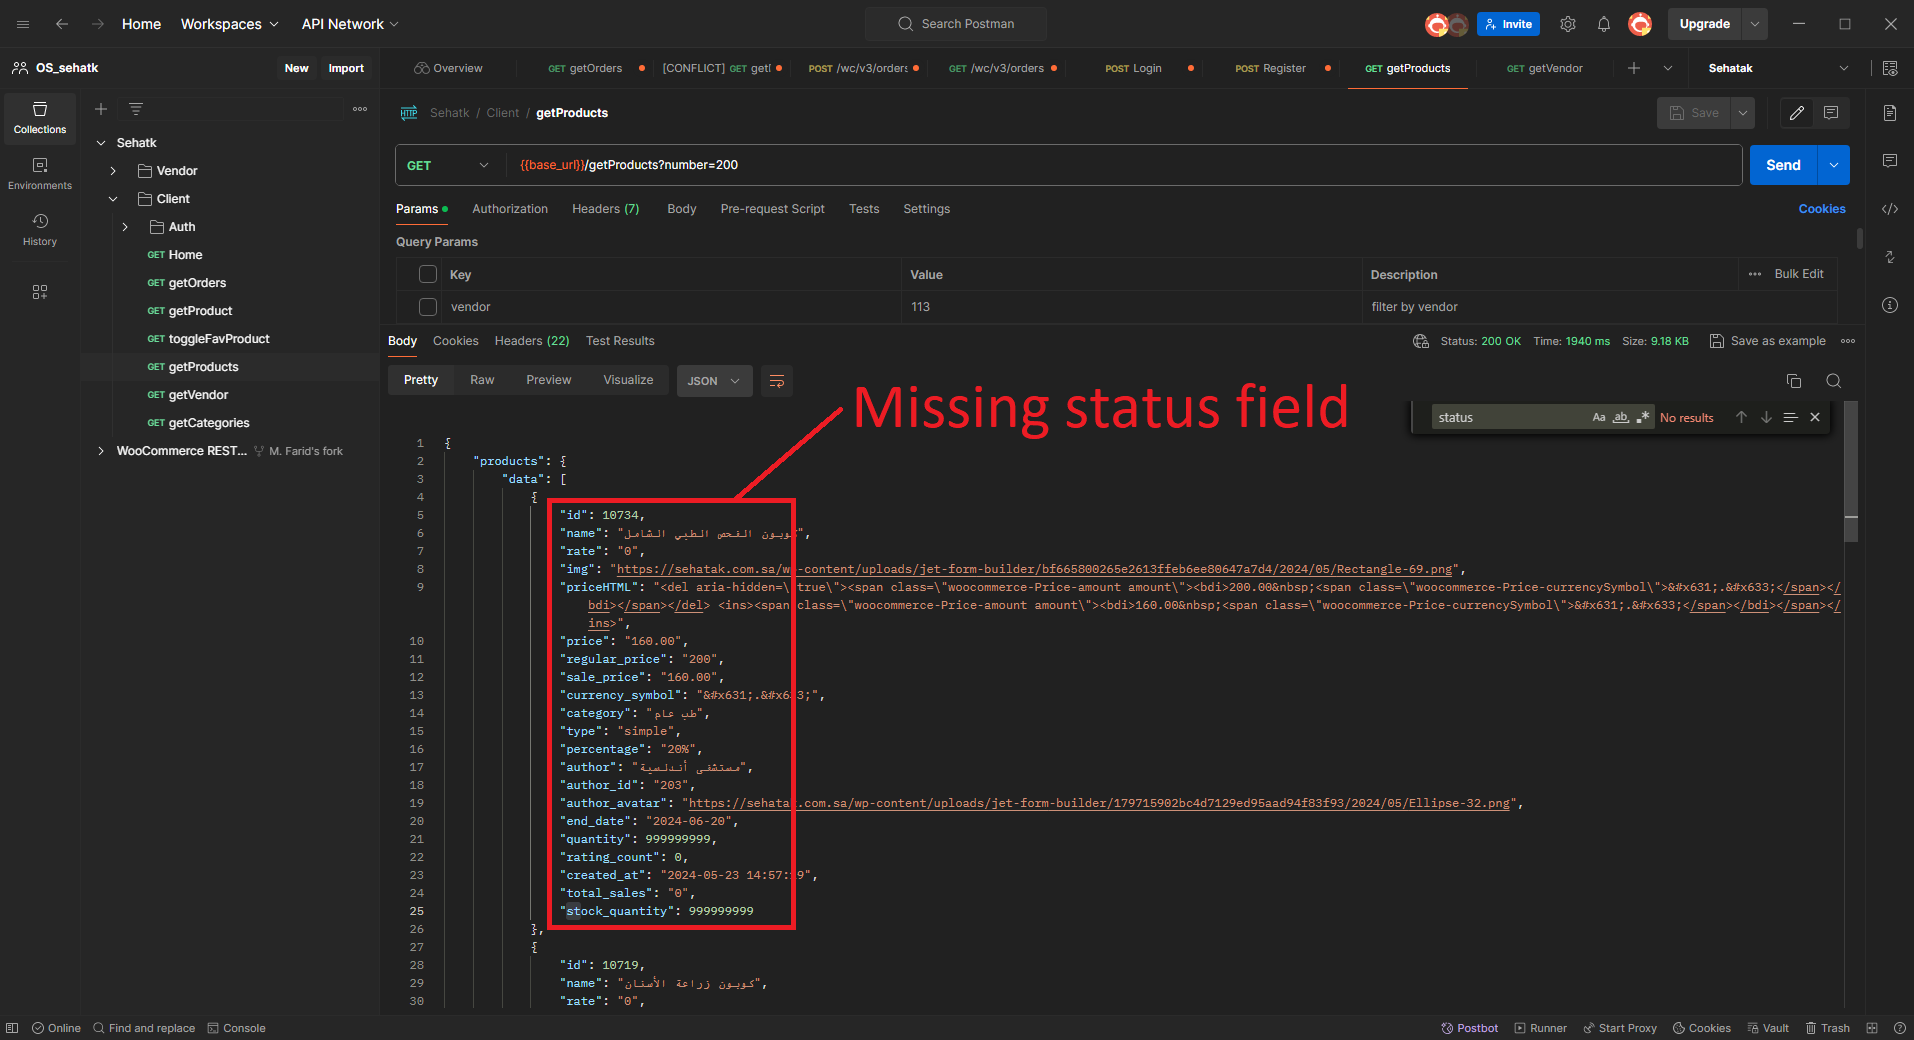 Home Workspaces API Network Search Postman Invite Upgrade
OS_sehatk New Import
Overview GET getOrders [CONFLICT] GET getl POST /wc/v3/orders GET /wc/v3/orders POST Login POST Register GET getProducts GET getVendor Sehatak
Collections
Environments
History
Sehatk
Vendor
Client
Auth
GET Home
GET getOrders
GET getProduct
GET toggleFavProduct
GET getProducts
GET getVendor
GET getCategories
WooCommerce REST... M. Farid's fork
HTTP Sehatk / Client / getProducts Save
GET {{base_url}}/getProducts?number=200 Send
Params Authorization Headers (7) Body Pre-request Script Tests Settings Cookies
Query Params
Key Value Description Bulk Edit
vendor 113 filter by vendor
Body Cookies Headers (22) Test Results Status: 200 OK Time: 1940 ms Size: 9.18 KB Save as example
Pretty Raw Preview Visualize JSON
Missing status field
status Aa ab .* No results
1 {
2 "products": {
3 "data": [
4 {
5 "id": 10734,
6 "name": "كوبون الفحص الطبي الشامل",
7 "rate": "0",
8 "img": "https://sehatak.com.sa/wp-content/uploads/jet-form-builder/bf665800265e2613ffeb6ee80647a7d4/2024/05/Rectangle-69.png",
9 "priceHTML": "<del aria-hidden=\"true\"><span class=\"woocommerce-Price-amount amount\"><bdi>200.00&nbsp;<span class=\"woocommerce-Price-currencySymbol\">&#x631;.&#x633;</span></
bdi></span></del> <ins><span class=\"woocommerce-Price-amount amount\"><bdi>160.00&nbsp;<span class=\"woocommerce-Price-currencySymbol\">&#x631;.&#x633;</span></bdi></span></
ins>",
10 "price": "160.00",
11 "regular_price": "200",
12 "sale_price": "160.00",
13 "currency_symbol": "&#x631;.&#x633;",
14 "category": "طب عام",
15 "type": "simple",
16 "percentage": "20%",
17 "author": "مستشفى أندلسية",
18 "author_id": "203",
19 "author_avatar": "https://sehatak.com.sa/wp-content/uploads/jet-form-builder/179715902bc4d7129ed95aad94f83f93/2024/05/Ellipse-32.png",
20 "end_date": "2024-06-20",
21 "quantity": 999999999,
22 "rating_count": 0,
23 "created_at": "2024-05-23 14:57:19",
24 "total_sales": "0",
25 "stock_quantity": 999999999
26 },
27 {
28 "id": 10719,
29 "name": "كوبون زراعة الأسنان",
30 "rate": "0",
Online Find and replace Console Postbot Runner Start Proxy Cookies Vault Trash